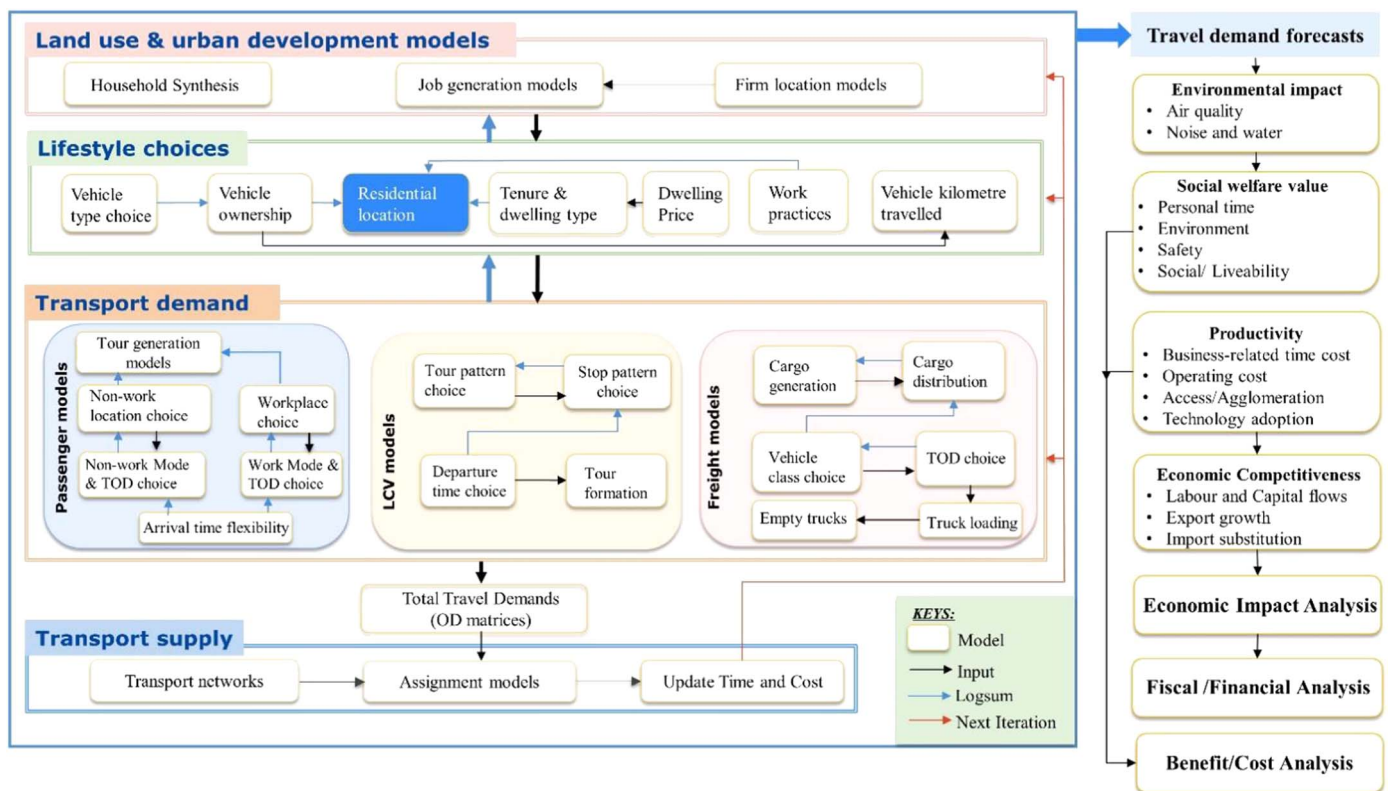 Land use & urban development models
Household Synthesis
Job generation models
Firm location models
Lifestyle choices
Vehicle
type choice
Vehicle
ownership
Residential
location
Tenure &
dwelling type
Dwelling
Price
Work
practices
Vehicle kilometre
travelled
Transport demand
Passenger models
Tour generation
models
Non-work
location choice
Workplace
choice
Non-work Mode
& TOD choice
Work Mode &
TOD choice
Arrival time flexibility
LCV models
Tour pattern
choice
Stop pattern
choice
Departure
time choice
Tour
formation
Freight models
Cargo
generation
Cargo
distribution
Vehicle
class choice
TOD choice
Empty trucks
Truck loading
Total Travel Demands
(OD matrices)
Transport supply
Transport networks
Assignment models
Update Time and Cost
KEYS:
Model
Input
Logsum
Next Iteration
Travel demand forecasts
Environmental impact
• Air quality
• Noise and water
Social welfare value
• Personal time
• Environment
• Safety
• Social/ Liveability
Productivity
• Business-related time cost
• Operating cost
• Access/Agglomeration
• Technology adoption
Economic Competitiveness
• Labour and Capital flows
• Export growth
• Import substitution
Economic Impact Analysis
Fiscal /Financial Analysis
Benefit/Cost Analysis